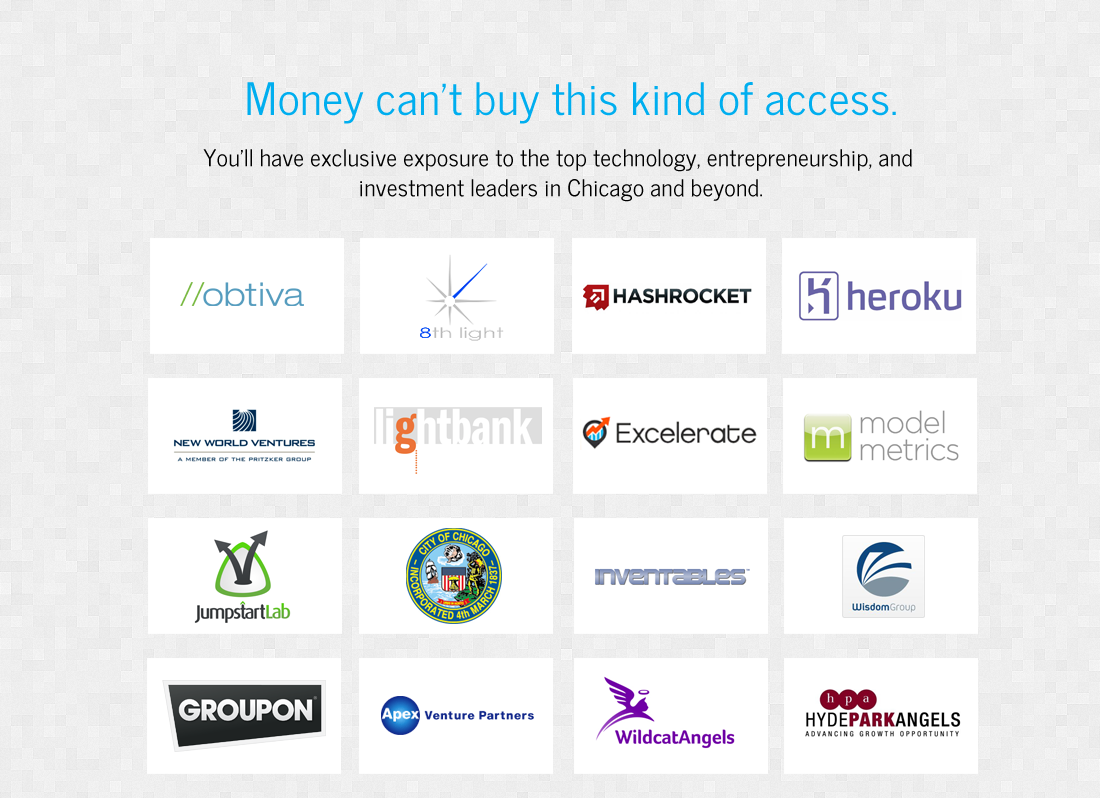 Money can't buy this kind of access.
You'll have exclusive exposure to the top technology, entrepreneurship, and
investment leaders in Chicago and beyond.
//obtiva
8th light
HASHROCKET
heroku
NEW WORLD VENTURES
A MEMBER OF THE PRITZKER GROUP
lightbank
Excelerate
m
model
metrics
JumpstartLab
CITY OF CHICAGO
INCORPORATED 4th MARCH 1837
INVENTABLES™
WisdomGroup
GROUPON®
Apex Venture Partners
WildcatAngels
hpa
HYDEPARKANGELS
ADVANCING GROWTH OPPORTUNITY